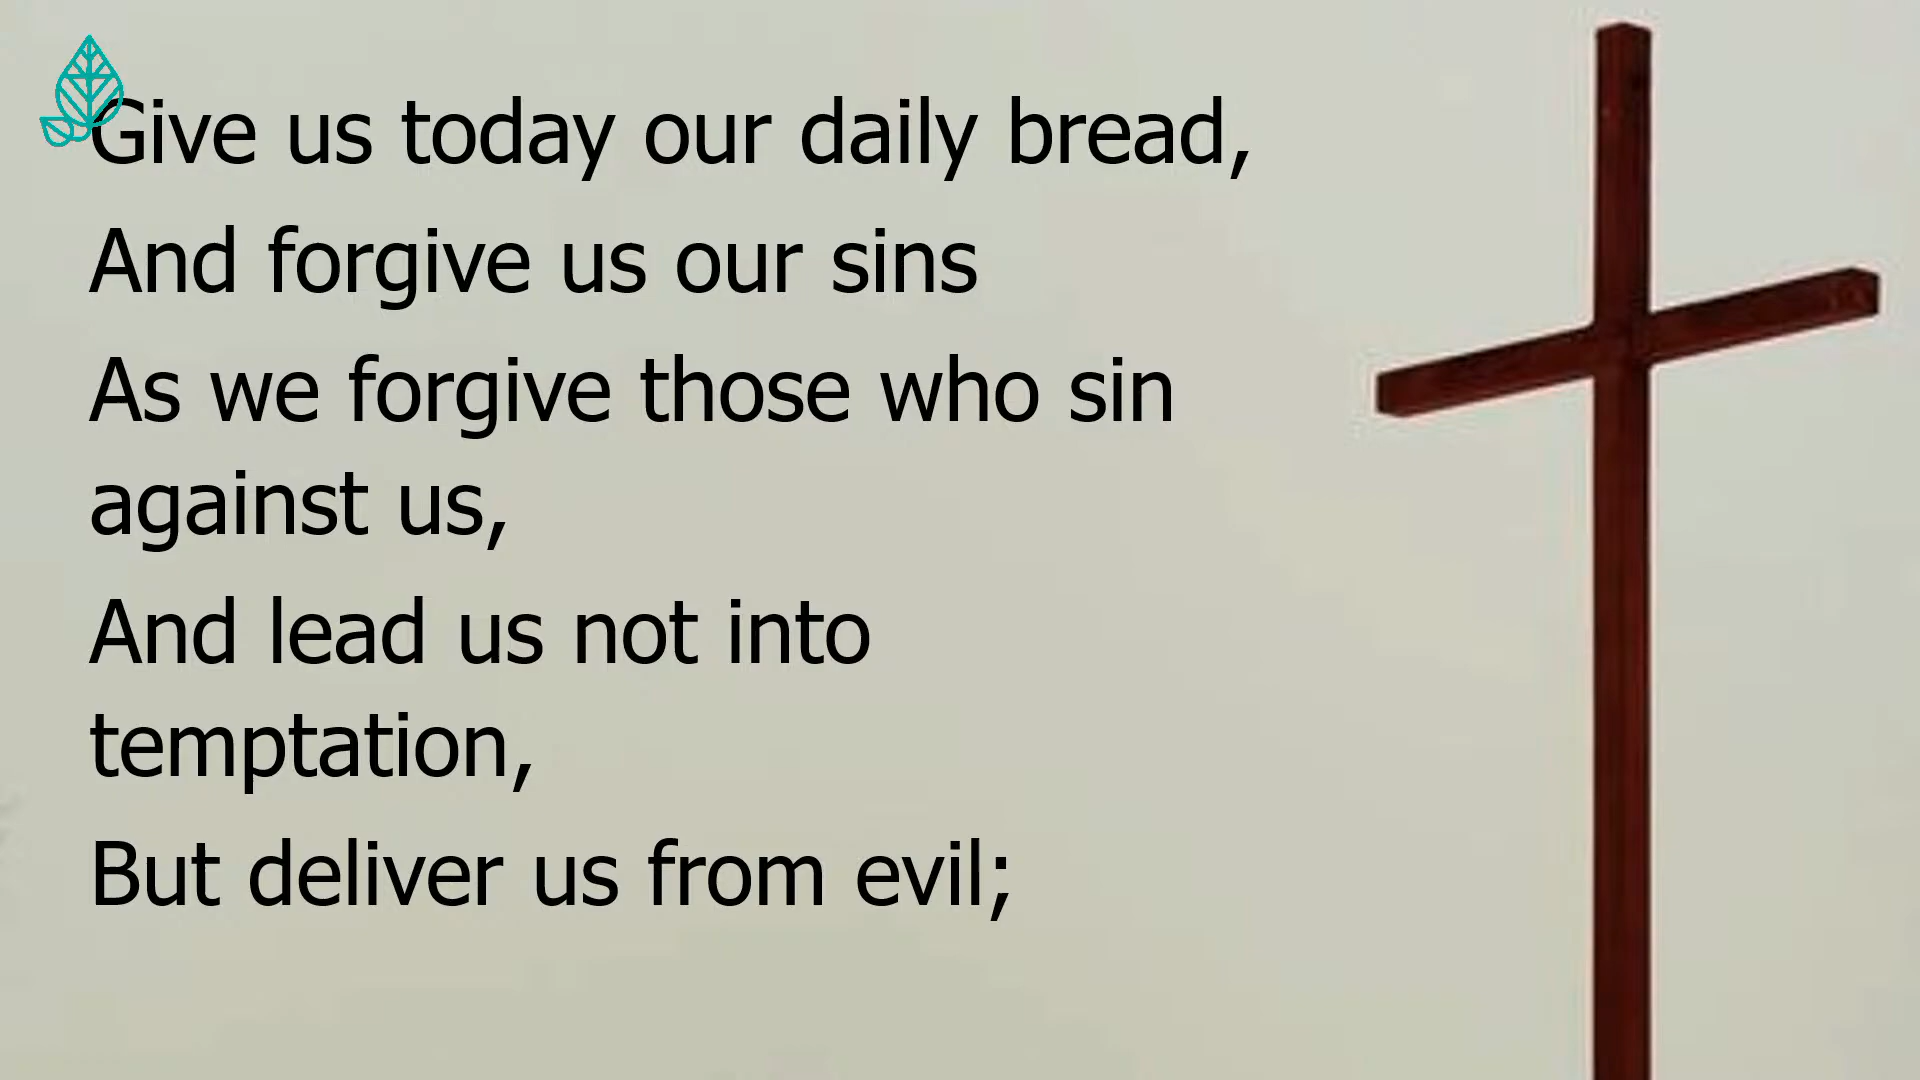 Give us today our daily bread,
And forgive us our sins
As we forgive those who sin
against us,
And lead us not into
temptation,
But deliver us from evil;